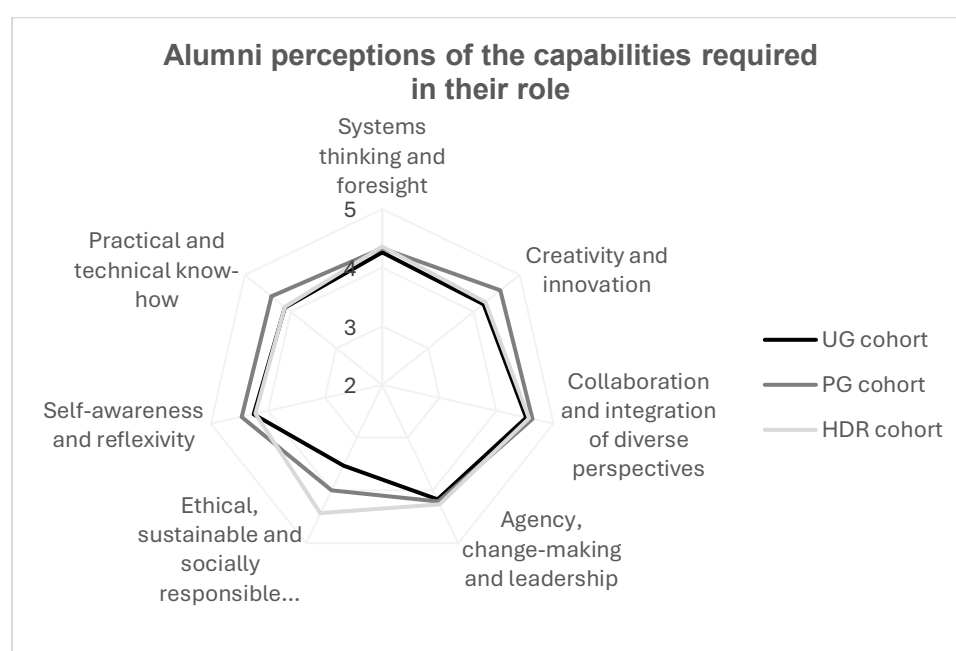 Alumni perceptions of the capabilities required
in their role
Systems
thinking and
foresight
5
4
3
2
Creativity and
innovation
Collaboration
and integration
of diverse
perspectives
Agency,
change-making
and leadership
Ethical,
sustainable and
socially
responsible...
Self-awareness
and reflexivity
Practical and
technical know-
how
UG cohort
PG cohort
HDR cohort